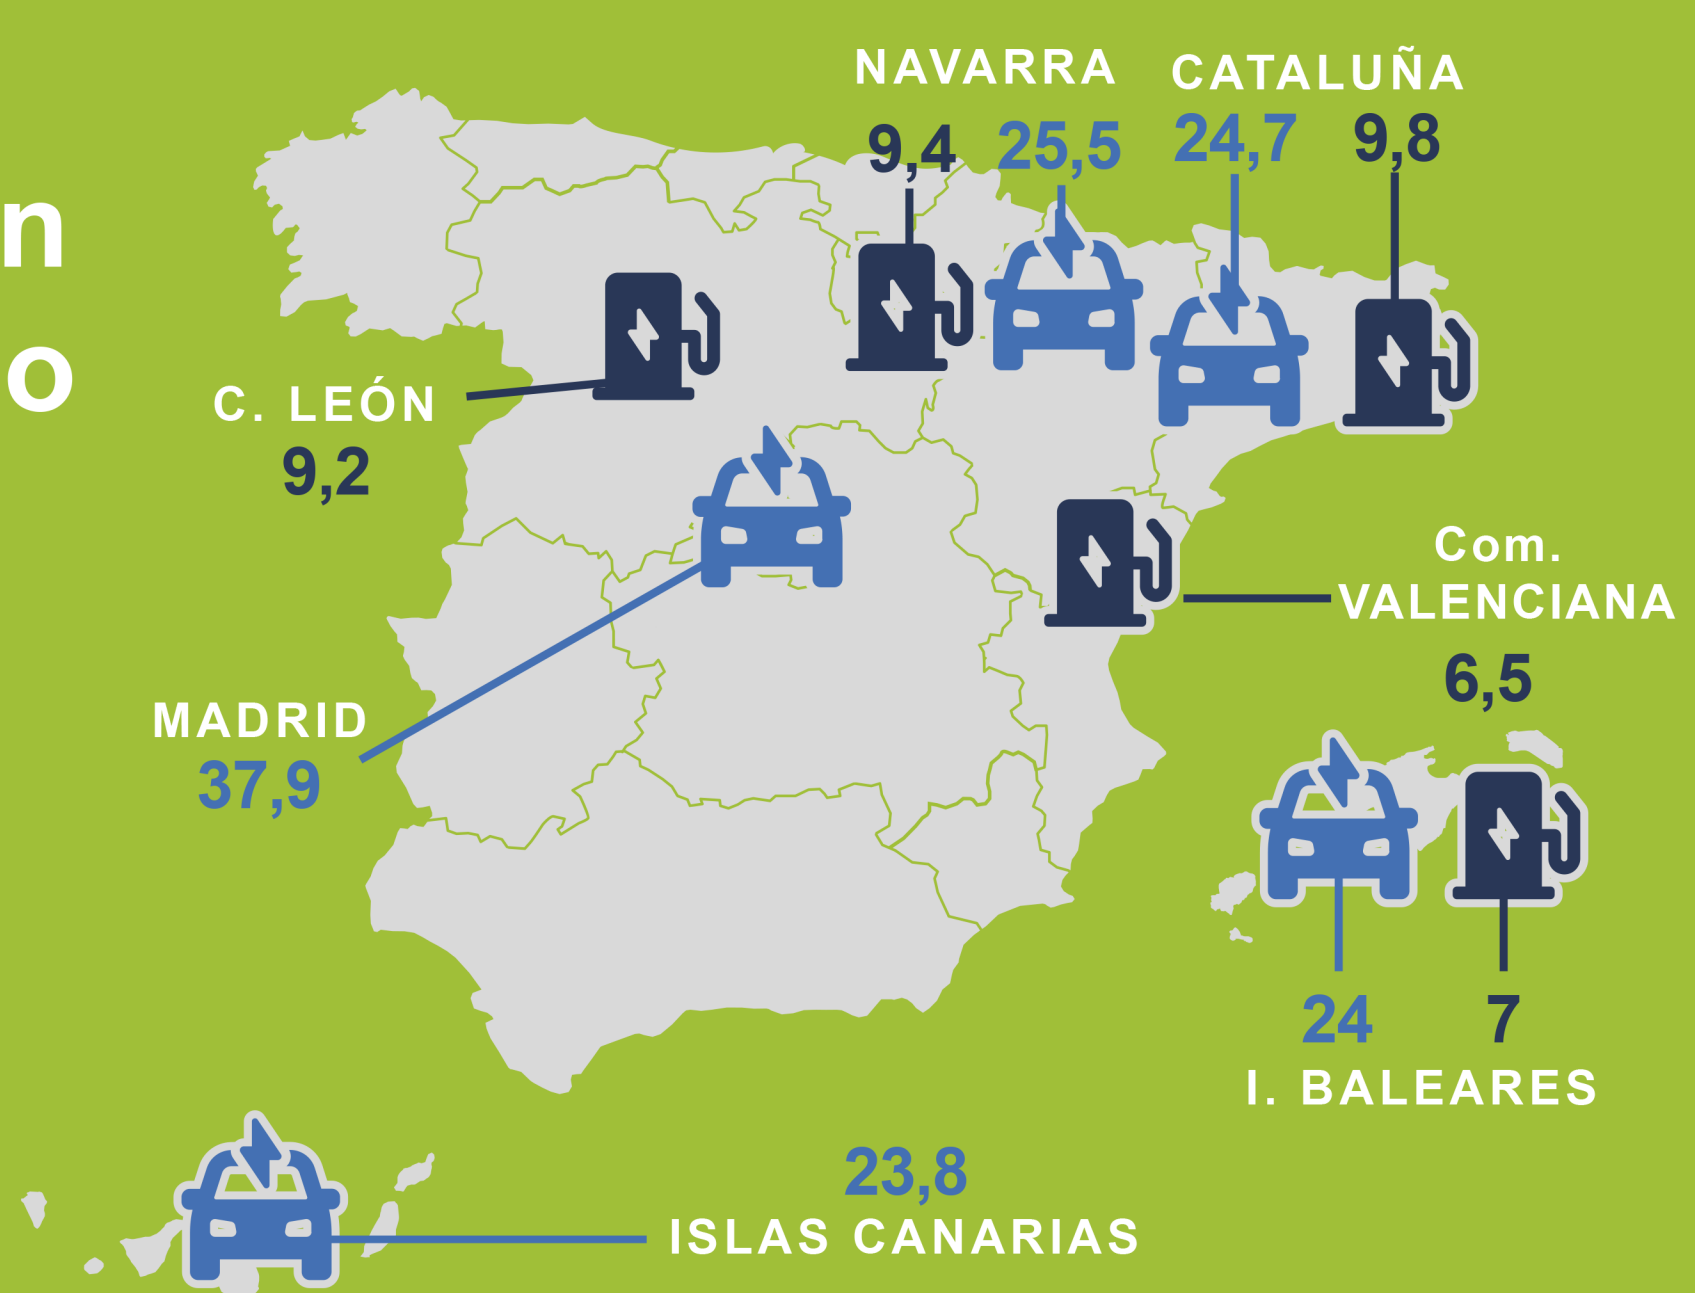 NAVARRA
9,4 25,5
CATALUÑA
24,7 9,8
n
o
C. LEÓN
9,2
Com.
VALENCIANA
6,5
MADRID
37,9
24 7
I. BALEARES
23,8
ISLAS CANARIAS